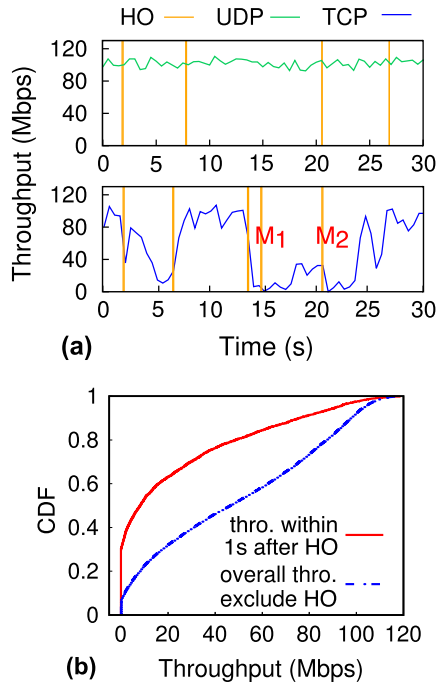 HO UDP TCP
Throughput (Mbps)
120
80
40
0
0 5 10 15 20 25 30
120
80
40
0
M1 M2
0 5 10 15 20 25 30
(a) Time (s)
CDF
1
0.8
0.6
0.4
0.2
0
thro. within
1s after HO
overall thro.
exclude HO
0 20 40 60 80 100 120
(b) Throughput (Mbps)